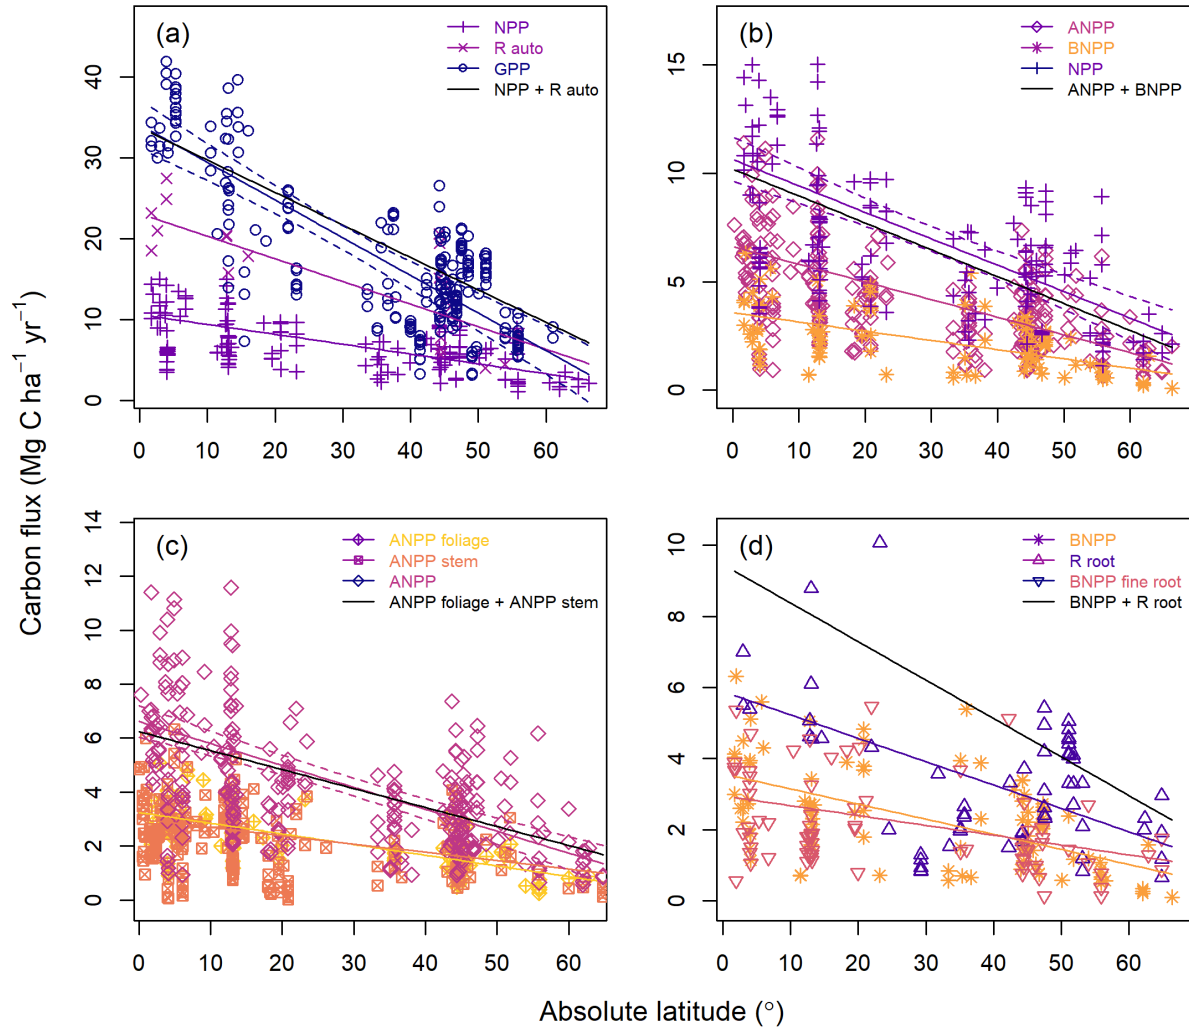 (a)
NPP
R auto
GPP
NPP + R auto
0
10
20
30
40
0 10 20 30 40 50 60
(b)
ANPP
BNPP
NPP
ANPP + BNPP
0
5
10
15
0 10 20 30 40 50 60
Carbon flux (Mg C ha⁻¹ yr⁻¹)
(c)
ANPP foliage
ANPP stem
ANPP
ANPP foliage + ANPP stem
0
2
4
6
8
10
12
14
0 10 20 30 40 50 60
(d)
BNPP
R root
BNPP fine root
BNPP + R root
0
2
4
6
8
10
0 10 20 30 40 50 60
Absolute latitude (°)